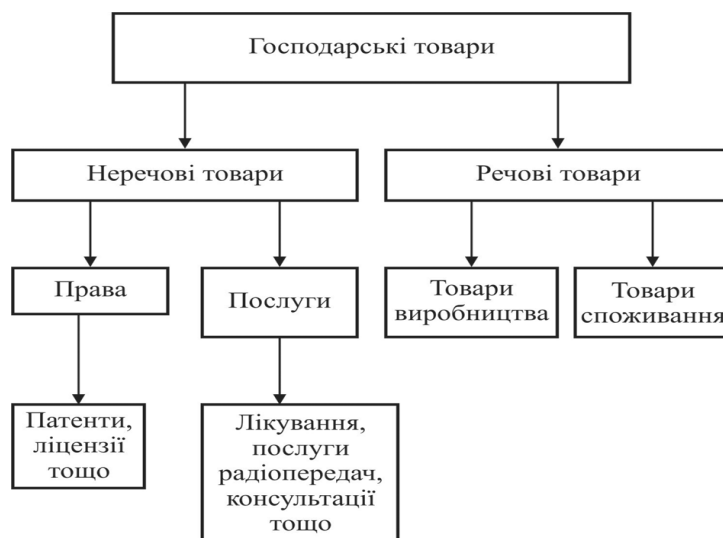 Господарські товари
Неречові товари
Речові товари
Права
Послуги
Товари
виробництва
Товари
споживання
Патенти,
ліцензії
тощо
Лікування,
послуги
радіопередач,
консультації
тощо